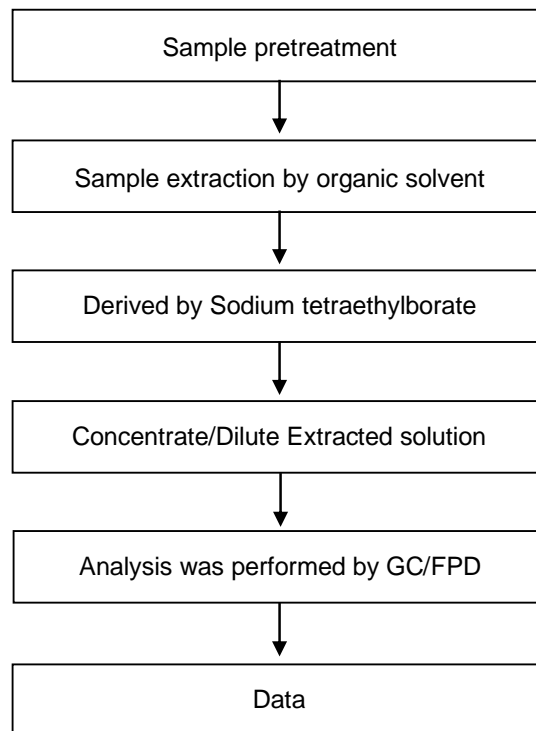 Sample pretreatment
Sample extraction by organic solvent
Derived by Sodium tetraethylborate
Concentrate/Dilute Extracted solution
Analysis was performed by GC/FPD
Data